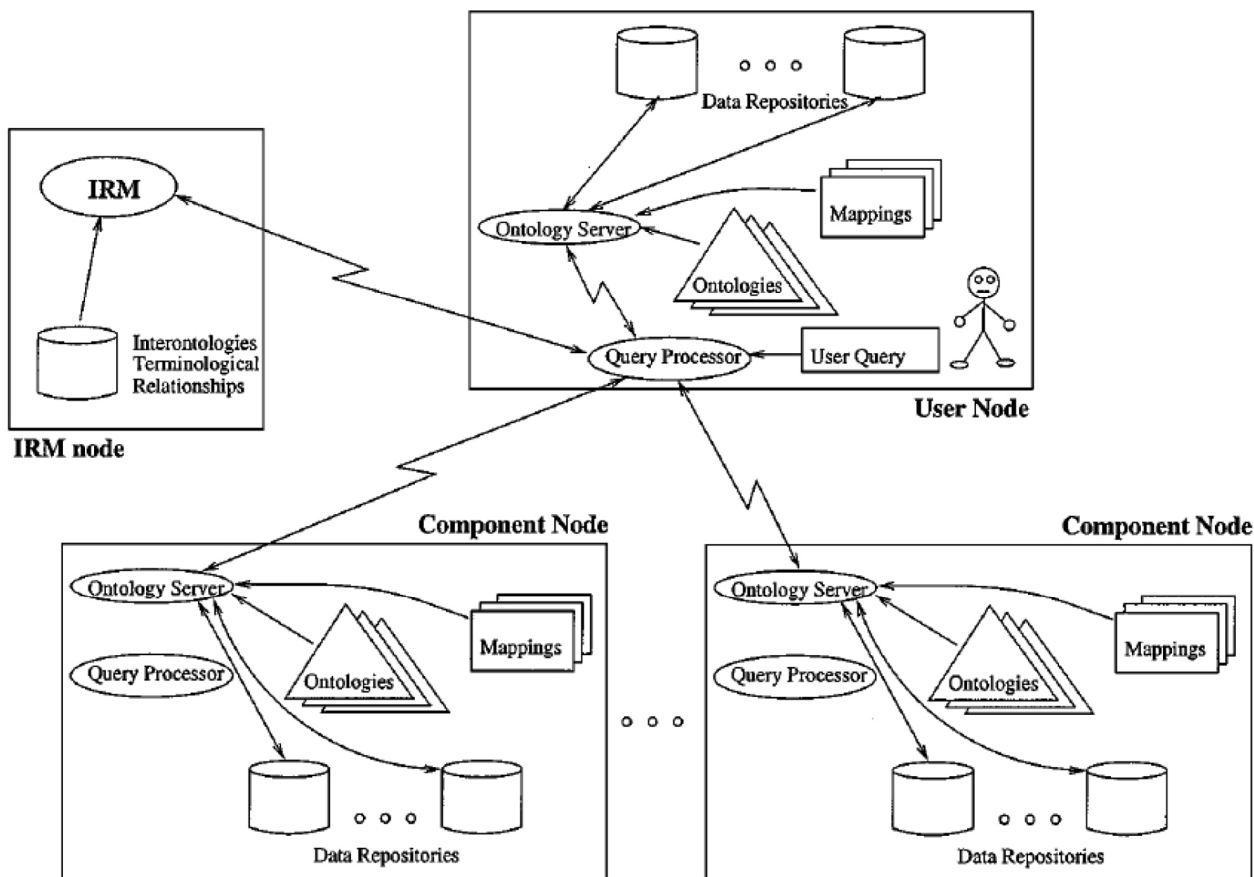 Data Repositories
IRM
Mappings
Ontology Server
Ontologies
Interontologies
Terminological
Relationships
Query Processor
User Query
User Node
IRM node
Component Node
Component Node
Ontology Server
Mappings
Query Processor
Ontologies
Data Repositories
Ontology Server
Mappings
Query Processor
Ontologies
Data Repositories